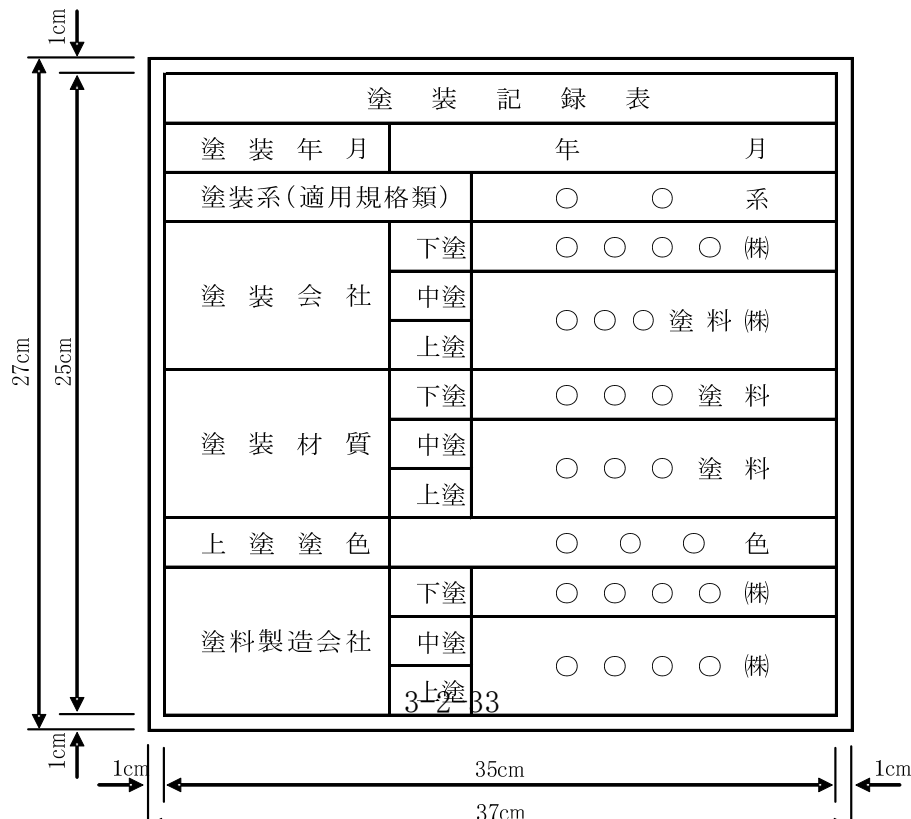 1cm
塗装記録表
塗装年月 年 月
塗装系(適用規格類) ○ ○ 系
下塗 ○ ○ ○ ○ ㈱
塗装会社 中塗
○ ○ ○ 塗 料 ㈱
上塗
27cm
25cm
下塗 ○ ○ ○ 塗 料
塗装材質 中塗
○ ○ ○ 塗 料
上塗
上塗塗色 ○ ○ ○ 色
下塗 ○ ○ ○ ○ ㈱
塗料製造会社 中塗
○ ○ ○ ○ ㈱
上塗
3-2-33
1cm
1cm
35cm
1cm
37cm